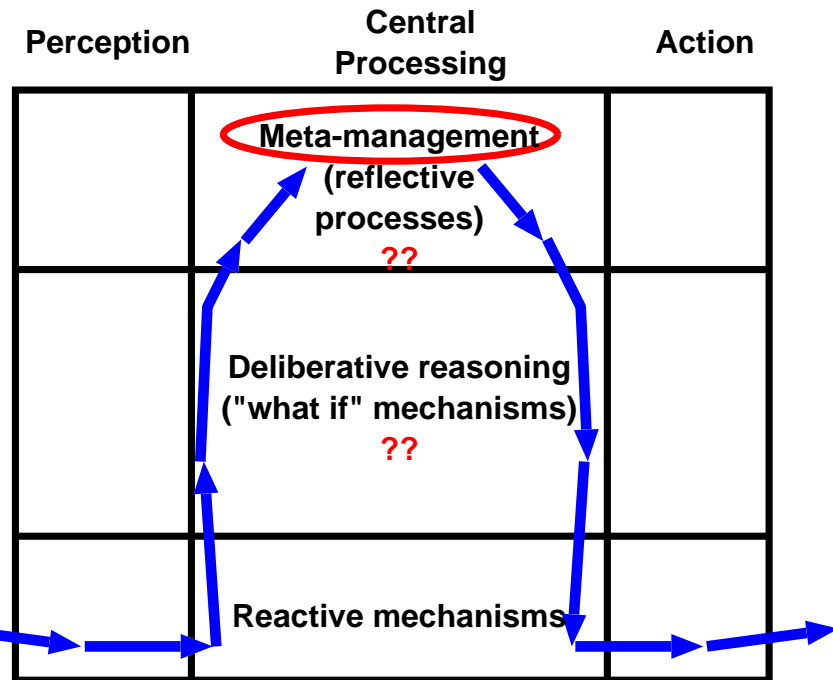 Perception
Central
Processing
Action
Meta-management
(reflective
processes)
??
Deliberative reasoning
("what if" mechanisms)
??
Reactive mechanisms